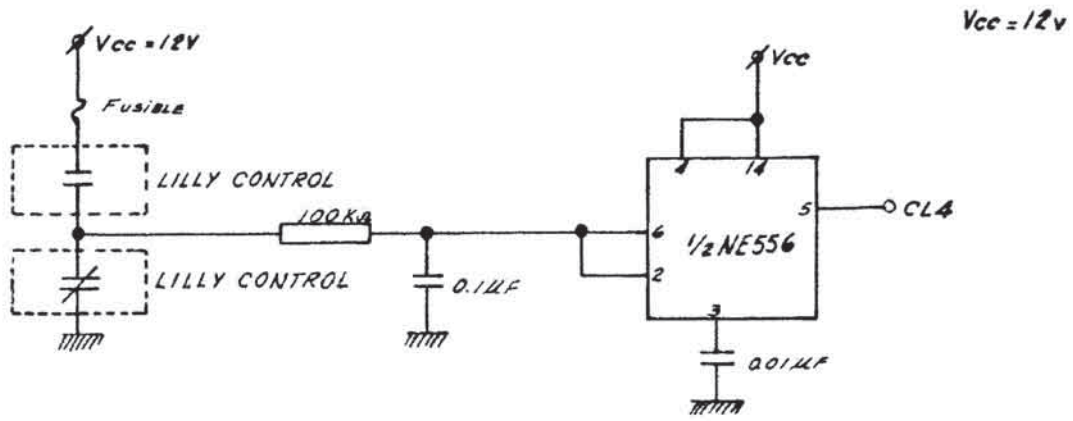 Vcc = 12v
Vcc = 12V
Vcc
FUSIBLE
LILLY CONTROL
4
14
100KΩ
5
CL4
6
1/2 NE556
LILLY CONTROL
0.1µF
2
3
0.01µF